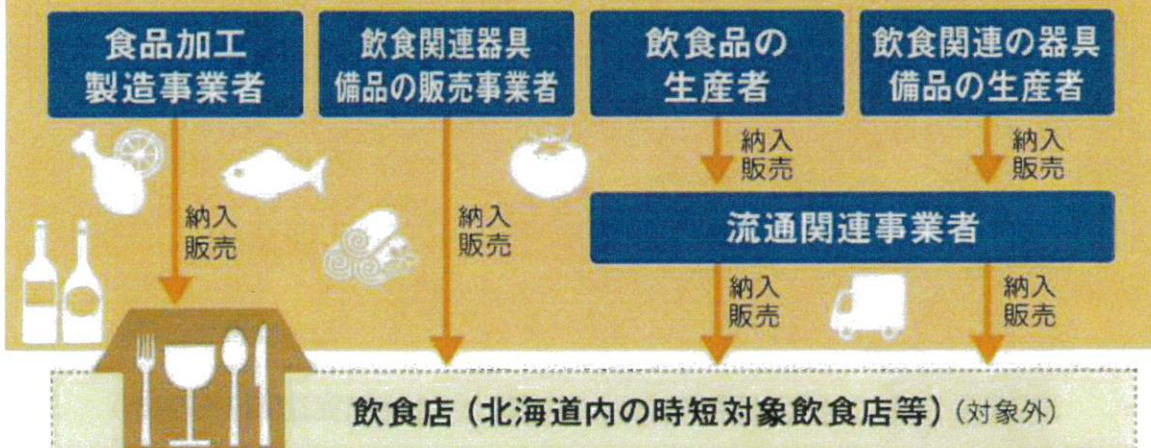 食品加工
製造事業者
飲食関連器具
備品の販売事業者
飲食品の
生産者
飲食関連の器具
備品の生産者
納入
販売
納入
販売
納入
販売
納入
販売
流通関連事業者
納入
販売
納入
販売
飲食店（北海道内の時短対象飲食店等）（対象外）